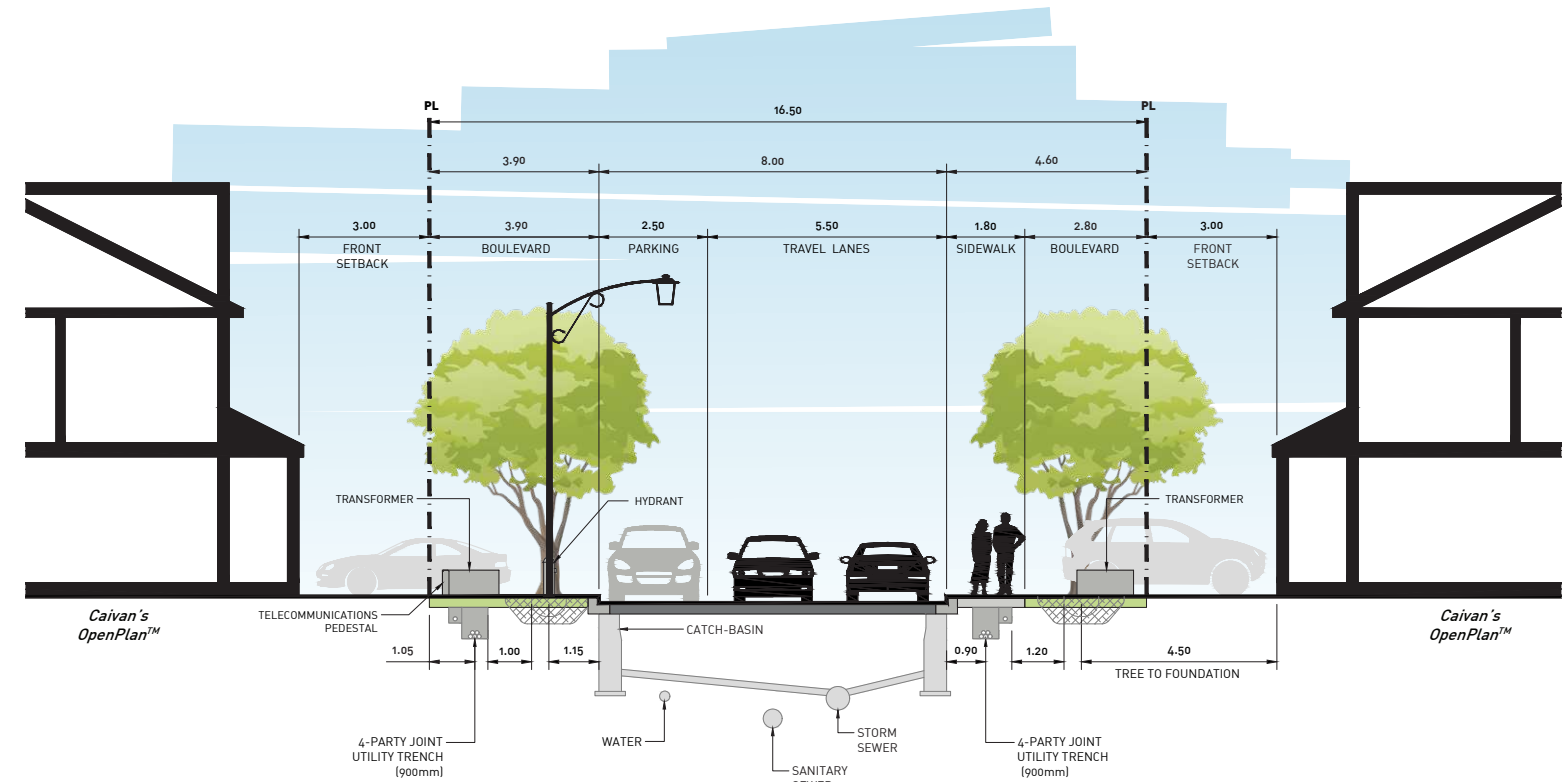 PL
PL
16.50
3.90
8.00
4.60
3.00
3.90
2.50
5.50
1.80
2.80
3.00
FRONT
SETBACK
BOULEVARD
PARKING
TRAVEL LANES
SIDEWALK
BOULEVARD
FRONT
SETBACK
TRANSFORMER
HYDRANT
TRANSFORMER
Caivan's
OpenPlan™
TELECOMMUNICATIONS
PEDESTAL
CATCH-BASIN
Caivan's
OpenPlan™
1.05
1.00
1.15
0.90
1.20
4.50
TREE TO FOUNDATION
4-PARTY JOINT
UTILITY TRENCH
(900mm)
WATER
STORM
SEWER
SANITARY
4-PARTY JOINT
UTILITY TRENCH
(900mm)